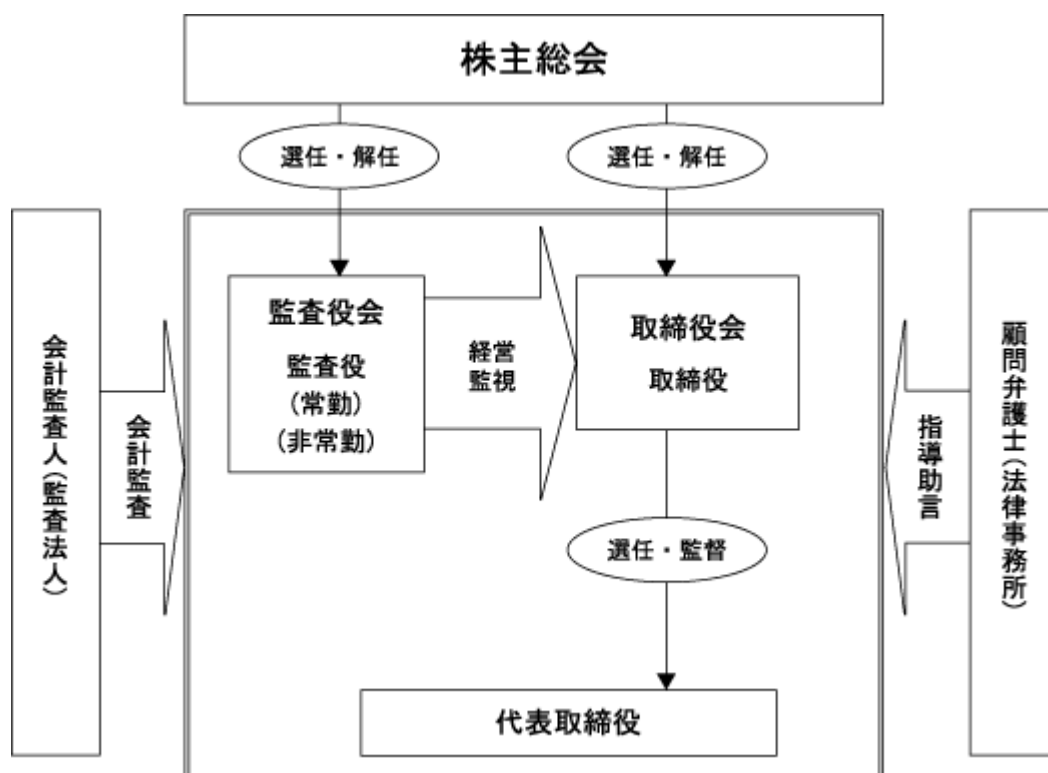 株主総会
選任・解任
選任・解任
会計監査人(監査法人)
会計監査
監査役会
監査役
(常勤)
(非常勤)
経営
監視
取締役会
取締役
指導助言
顧問弁護士(法律事務所)
選任・監督
代表取締役